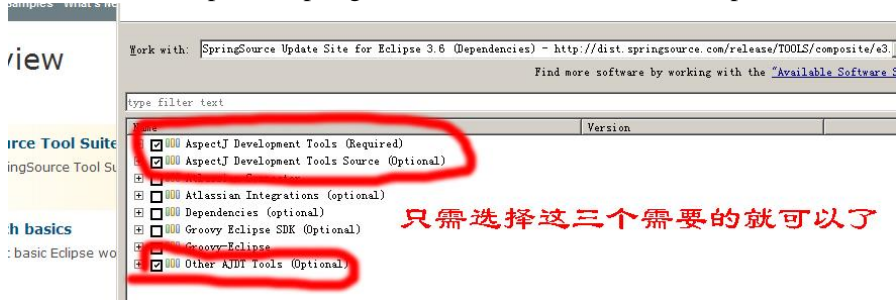 view
Work with: SpringSource Update Site for Eclipse 3.6 (Dependencies) - http://dist.springsource.com/release/TOOLS/composite/e3.
Find more software by working with the "Available Software S
type filter text
Version
AspectJ Development Tools (Required)
AspectJ Development Tools Source (Optional)
Atlassian Integrations (optional)
Dependencies (optional)
Groovy Eclipse SDK (Optional)
Groovy-Eclipse
Other AJDT Tools (Optional)
只需选择这三个需要的就可以了
urce Tool Suite
ingSource Tool Su
h basics
basic Eclipse wo